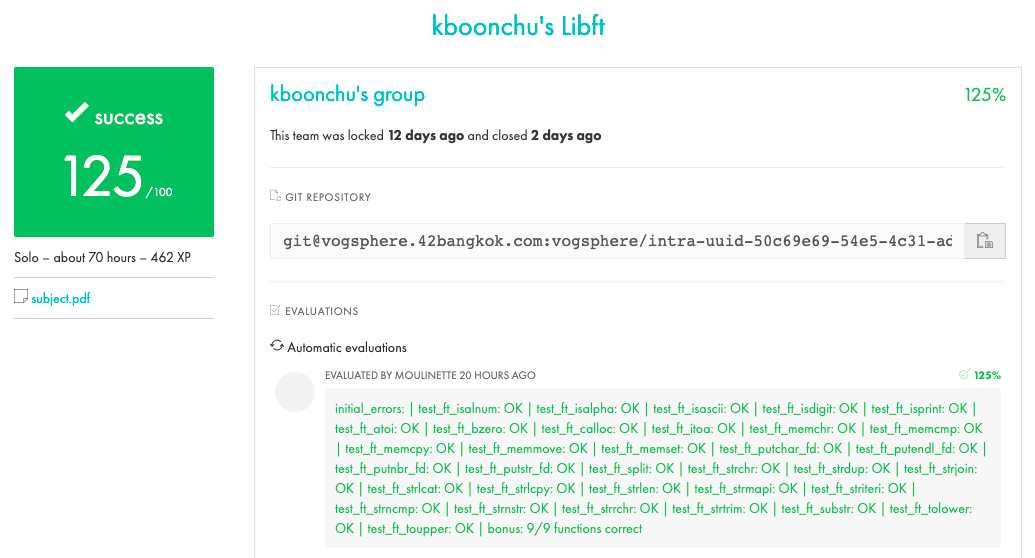 kboonchu's Libft
success
125/100
Solo – about 70 hours – 462 XP
subject.pdf
kboonchu's group
125%
This team was locked 12 days ago and closed 2 days ago
GIT REPOSITORY
git@vogsphere.42bangkok.com:vogsphere/intra-uuid-50c69e69-54e5-4c31-ad
EVALUATIONS
Automatic evaluations
EVALUATED BY MOULINETTE 20 HOURS AGO
125%
initial_errors: | test_ft_isalnum: OK | test_ft_isalpha: OK | test_ft_isascii: OK | test_ft_isdigit: OK | test_ft_isprint: OK |
test_ft_atoi: OK | test_ft_bzero: OK | test_ft_calloc: OK | test_ft_itoa: OK | test_ft_memchr: OK | test_ft_memcmp: OK
| test_ft_memcpy: OK | test_ft_memmove: OK | test_ft_memset: OK | test_ft_putchar_fd: OK | test_ft_putendl_fd: OK |
test_ft_putnbr_fd: OK | test_ft_putstr_fd: OK | test_ft_split: OK | test_ft_strchr: OK | test_ft_strdup: OK | test_ft_strjoin:
OK | test_ft_strlcat: OK | test_ft_strlcpy: OK | test_ft_strlen: OK | test_ft_strmapi: OK | test_ft_striteri: OK |
test_ft_strncmp: OK | test_ft_strnstr: OK | test_ft_strrchr: OK | test_ft_strtrim: OK | test_ft_substr: OK | test_ft_tolower:
OK | test_ft_toupper: OK | bonus: 9/9 functions correct